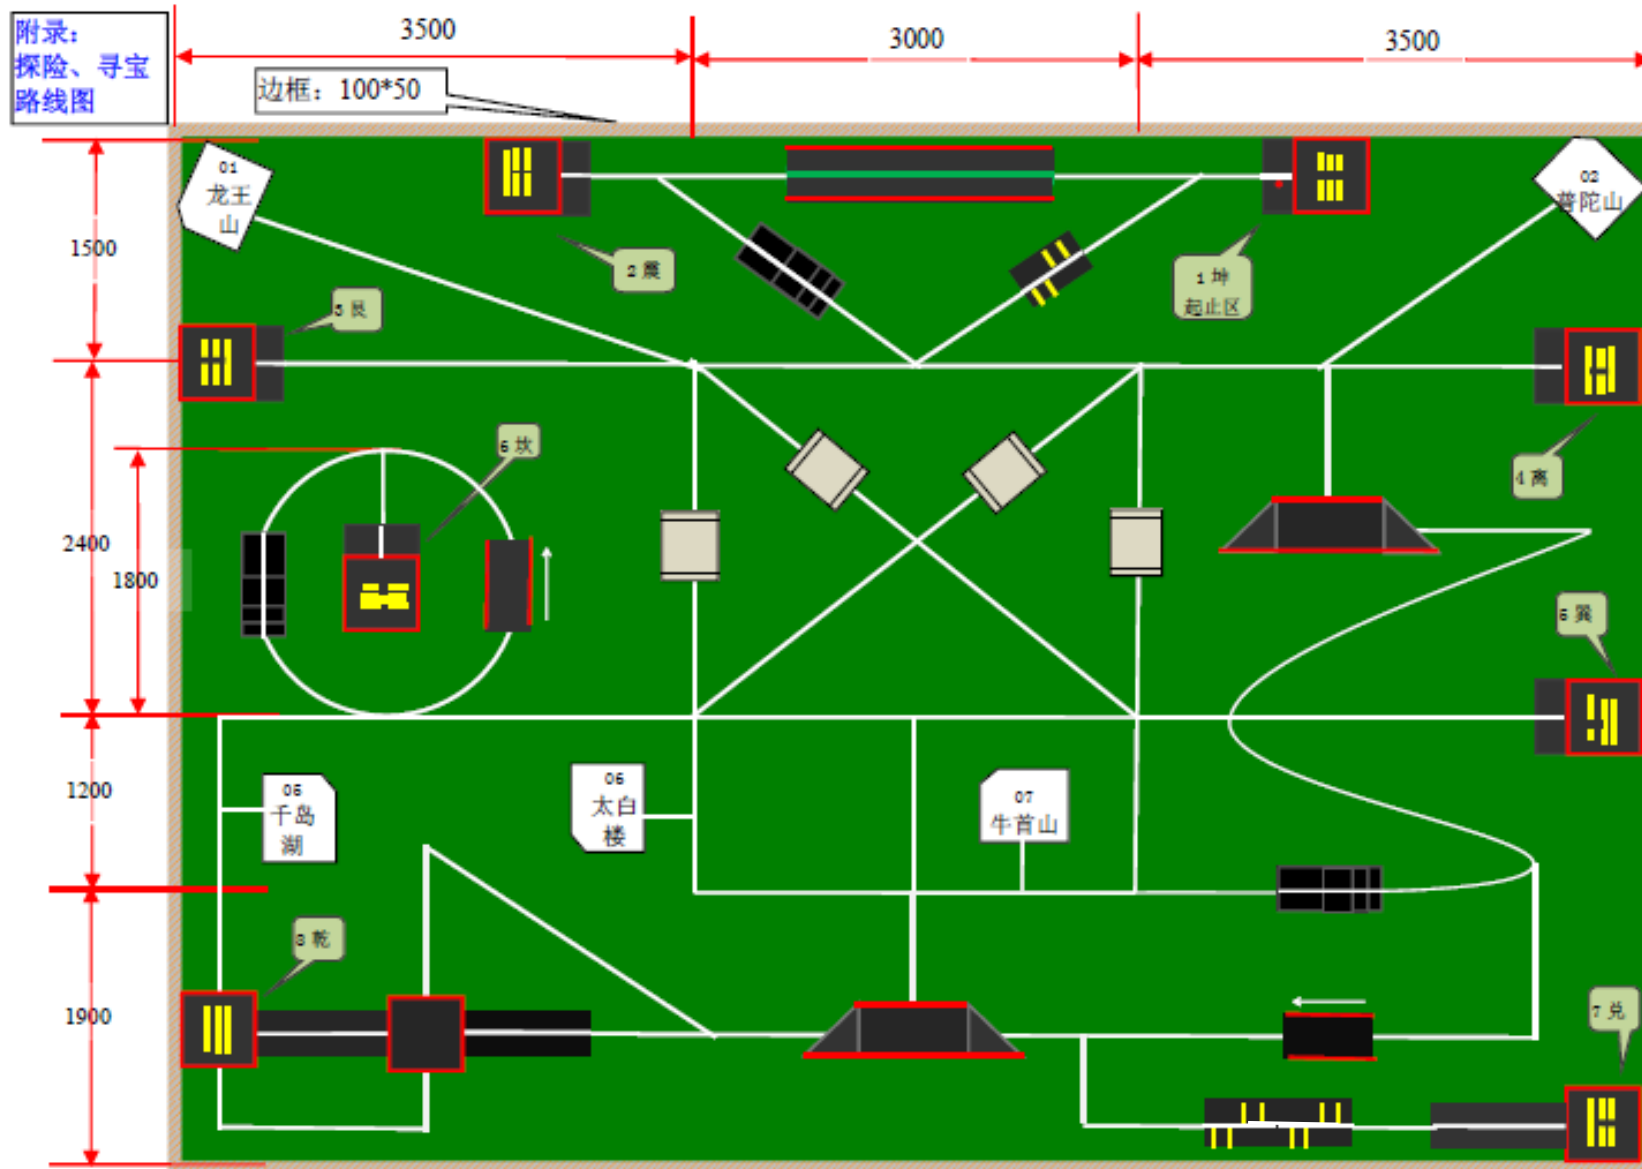 附录：
探险、寻宝
路线图
3500
3000
3500
边框：100*50
01
龙王
山
02
普陀山
1500
2 震
1 坤
起止区
3 艮
6 坎
4 离
2400
1800
5 巽
1200
05
千岛
湖
06
太白
楼
07
牛首山
8 乾
1900
7 兑